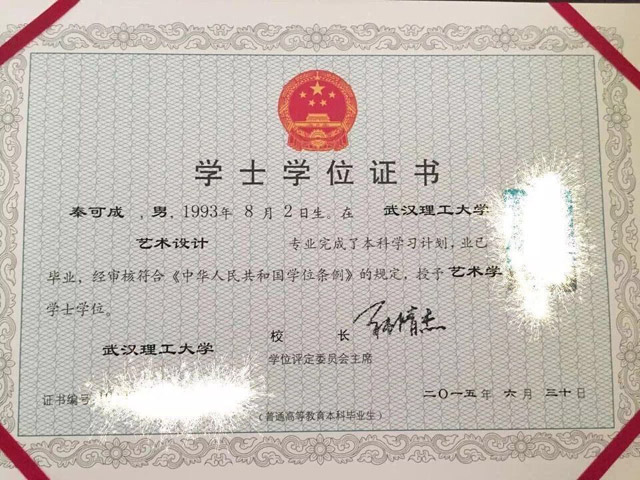 学士学位证书
秦可成 ，男，1993年 8 月 2 日生。在 武汉理工大学
艺术设计 专业完成了本科学习计划，业已
毕业，经审核符合《中华人民共和国学位条例》的规定，授予 艺术学
学士学位。
武汉理工大学 校 长
学位评定委员会主席
证书编号 二〇一五年 六月 三十日
（普通高等教育本科毕业生）